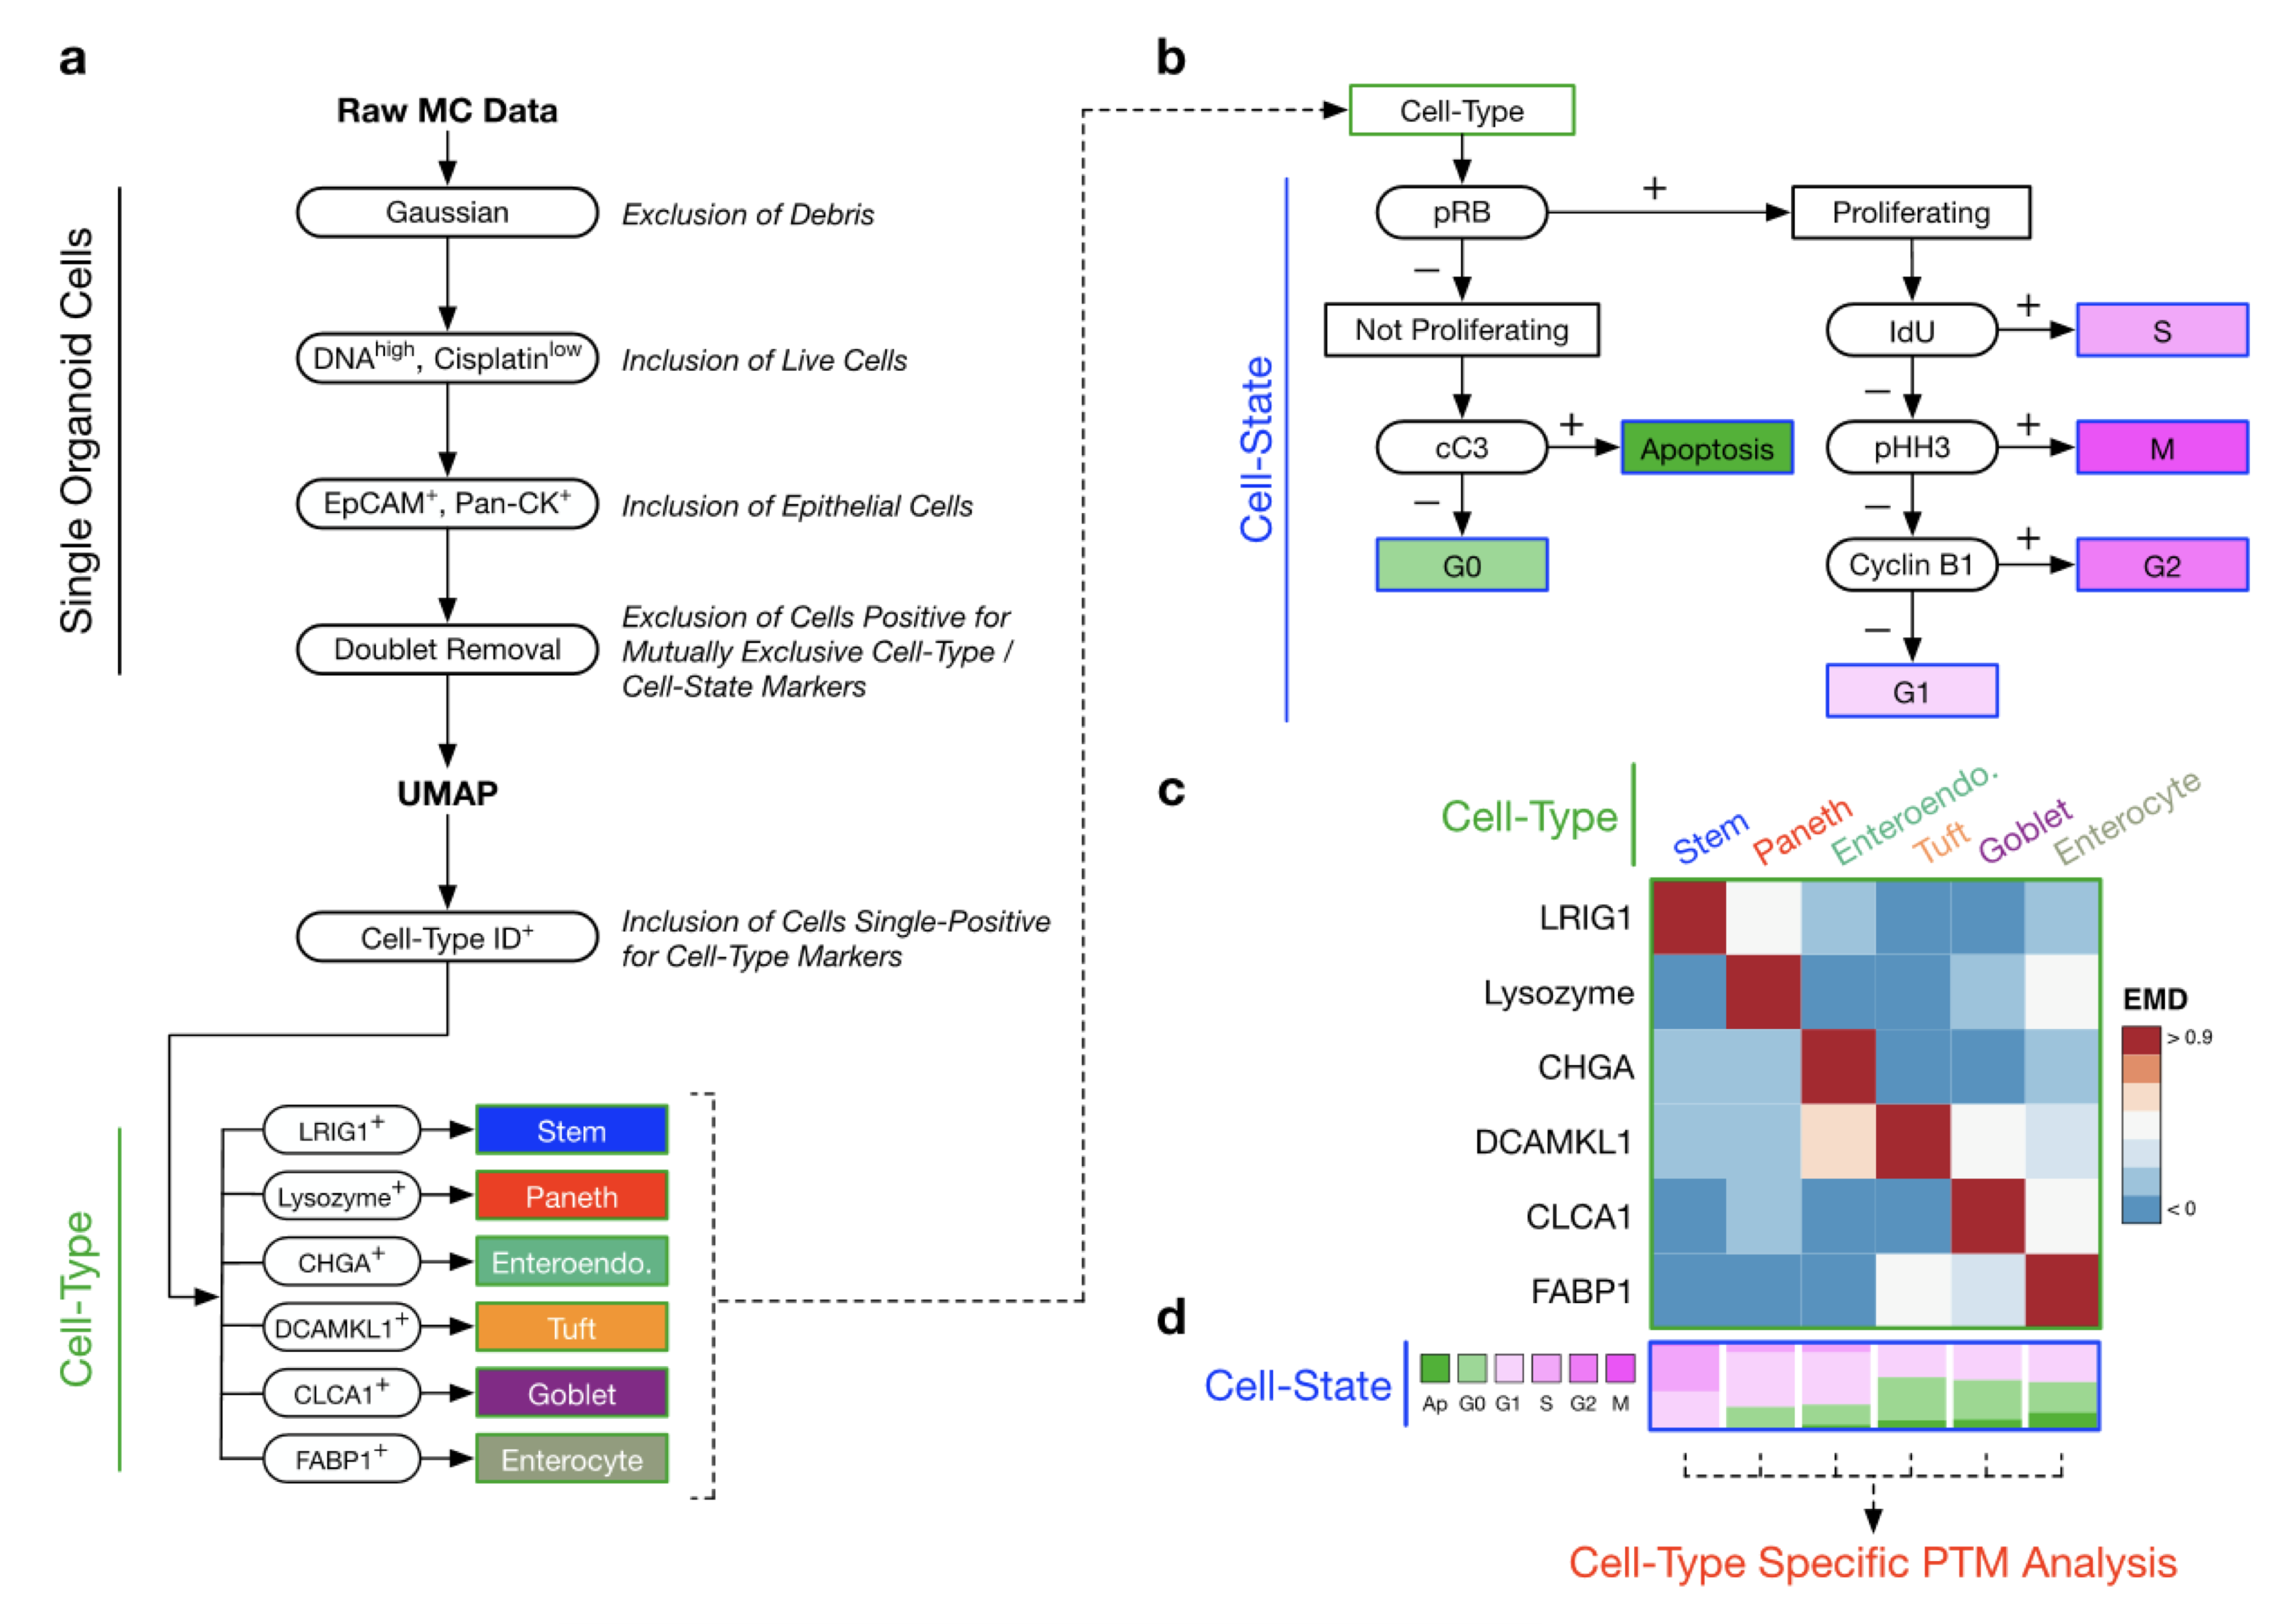 a
Raw MC Data
Single Organoid Cells
Gaussian
Exclusion of Debris
DNAhigh, Cisplatinlow
Inclusion of Live Cells
EpCAM+, Pan-CK+
Inclusion of Epithelial Cells
Doublet Removal
Exclusion of Cells Positive for
Mutually Exclusive Cell-Type /
Cell-State Markers
UMAP
Cell-Type ID+
Inclusion of Cells Single-Positive
for Cell-Type Markers
Cell-Type
LRIG1+
Stem
Lysozyme+
Paneth
CHGA+
Enteroendo.
DCAMKL1+
Tuft
CLCA1+
Goblet
FABP1+
Enterocyte
b
Cell-Type
Cell-State
pRB
+
Proliferating
–
Not Proliferating
IdU
+
S
–
cC3
+
Apoptosis
pHH3
+
M
–
–
G0
Cyclin B1
+
G2
–
G1
c
Cell-Type
Stem
Paneth
Enteroendo.
Tuft
Goblet
Enterocyte
LRIG1
Lysozyme
CHGA
DCAMKL1
CLCA1
FABP1
EMD
> 0.9
< 0
d
Cell-State
Ap G0 G1 S G2 M
Cell-Type Specific PTM Analysis